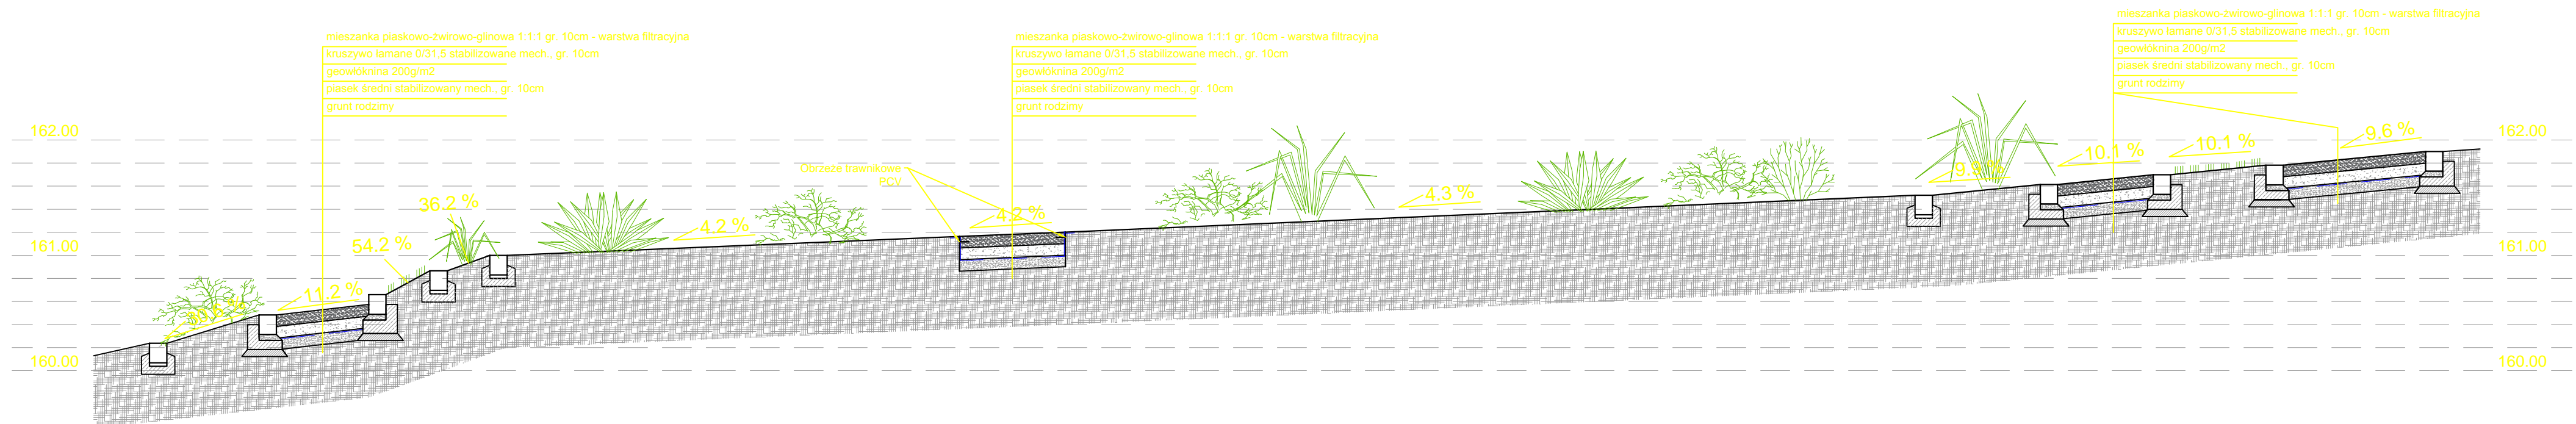 mieszanka piaskowo-żwirowo-glinowa 1:1:1 gr. 10cm - warstwa filtracyjna
kruszywo łamane 0/31,5 stabilizowane mech., gr. 10cm
geowłóknina 200g/m2
piasek średni stabilizowany mech., gr. 10cm
grunt rodzimy
mieszanka piaskowo-żwirowo-glinowa 1:1:1 gr. 10cm - warstwa filtracyjna
kruszywo łamane 0/31,5 stabilizowane mech., gr. 10cm
geowłóknina 200g/m2
piasek średni stabilizowany mech., gr. 10cm
grunt rodzimy
mieszanka piaskowo-żwirowo-glinowa 1:1:1 gr. 10cm - warstwa filtracyjna
kruszywo łamane 0/31,5 stabilizowane mech., gr. 10cm
geowłóknina 200g/m2
piasek średni stabilizowany mech., gr. 10cm
grunt rodzimy
162.00
162.00
9.6 %
10.1 %
10.1 %
Obrzeże trawnikowe
PCV
4.3 %
36.2 %
4.2 %
4.2 %
54.2 %
161.00
161.00
11.2 %
160.00
160.00